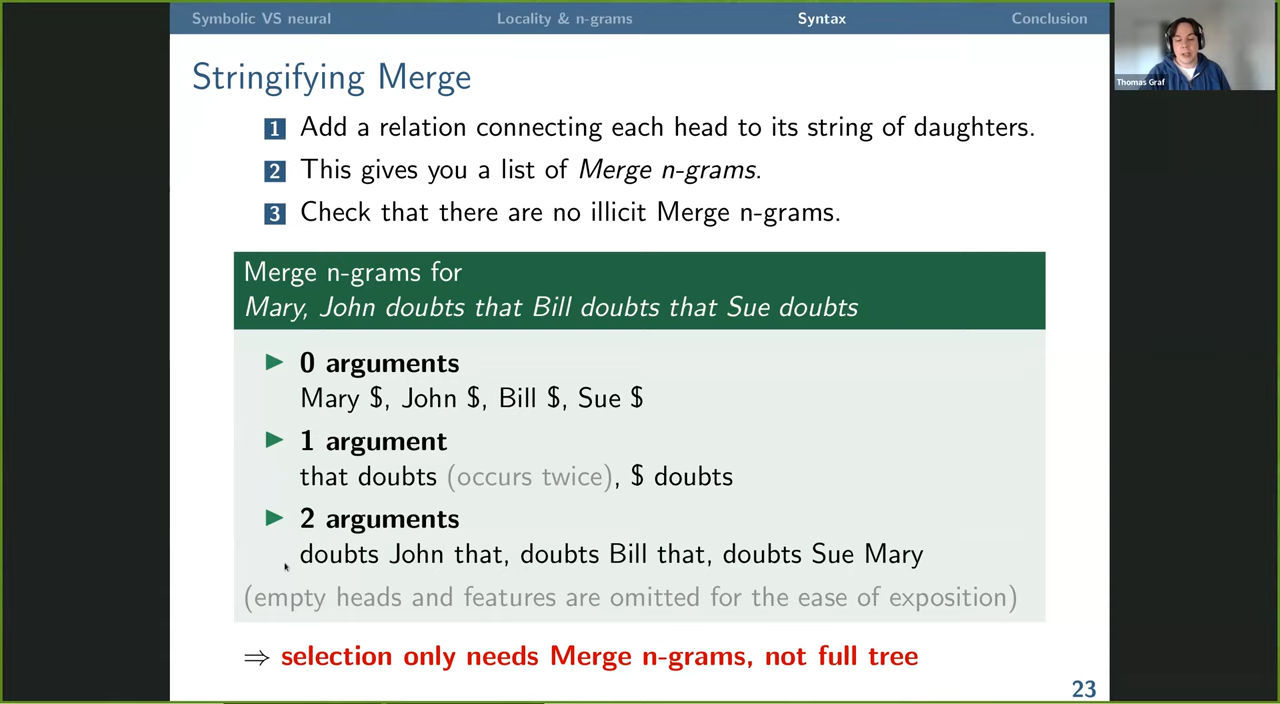 Symbolic VS neural Locality & n-grams Syntax Conclusion
Thomas Graf
Stringifying Merge
1 Add a relation connecting each head to its string of daughters.
2 This gives you a list of Merge n-grams.
3 Check that there are no illicit Merge n-grams.
Merge n-grams for
Mary, John doubts that Bill doubts that Sue doubts
▶ 0 arguments
Mary $, John $, Bill $, Sue $
▶ 1 argument
that doubts (occurs twice), $ doubts
▶ 2 arguments
doubts John that, doubts Bill that, doubts Sue Mary
(empty heads and features are omitted for the ease of exposition)
⇒ selection only needs Merge n-grams, not full tree
23